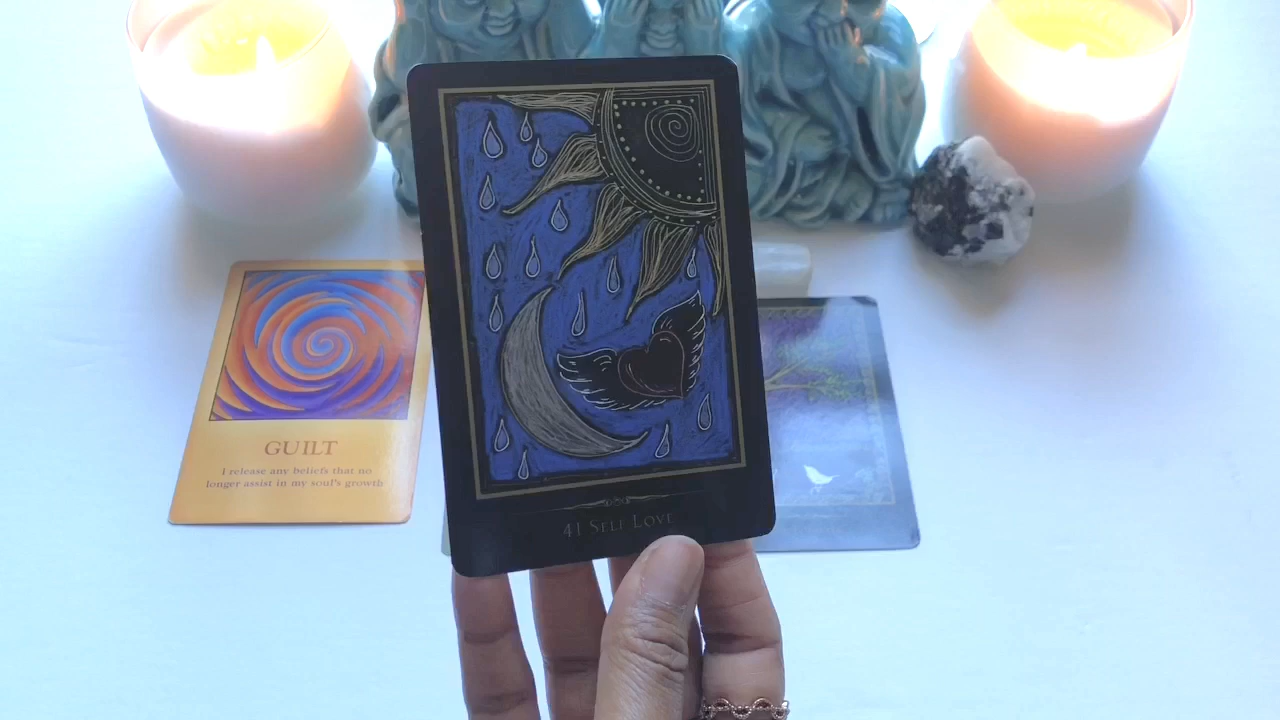 GUILT
I release any beliefs that no
longer assist in my soul's growth
41 SELF LOVE